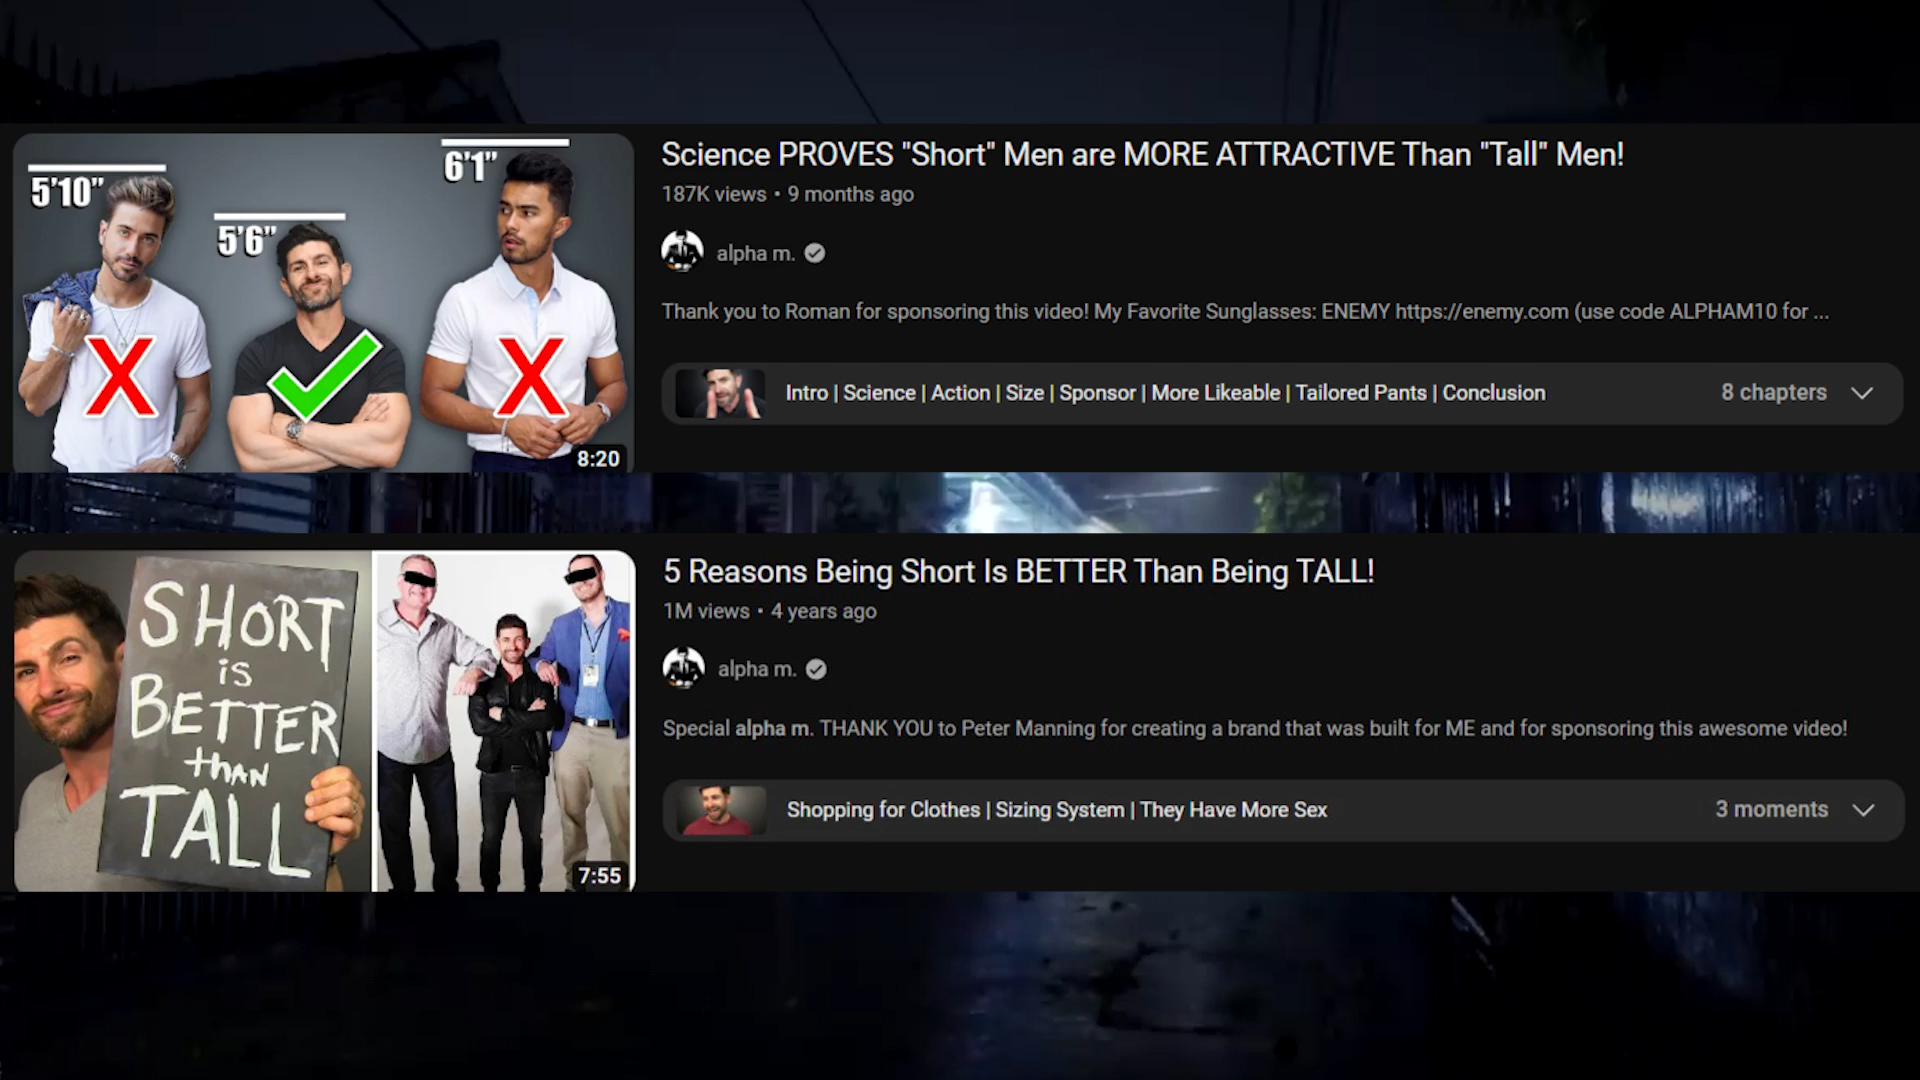 5'10"
5'6"
6'1"
X
X
8:20
Science PROVES "Short" Men are MORE ATTRACTIVE Than "Tall" Men!
187K views • 9 months ago
alpha m.
Thank you to Roman for sponsoring this video! My Favorite Sunglasses: ENEMY https://enemy.com (use code ALPHAM10 for ...
Intro | Science | Action | Size | Sponsor | More Likeable | Tailored Pants | Conclusion
8 chapters
SHORT
is
BETTER
thAN
TALL
7:55
5 Reasons Being Short Is BETTER Than Being TALL!
1M views • 4 years ago
alpha m.
Special alpha m. THANK YOU to Peter Manning for creating a brand that was built for ME and for sponsoring this awesome video!
Shopping for Clothes | Sizing System | They Have More Sex
3 moments